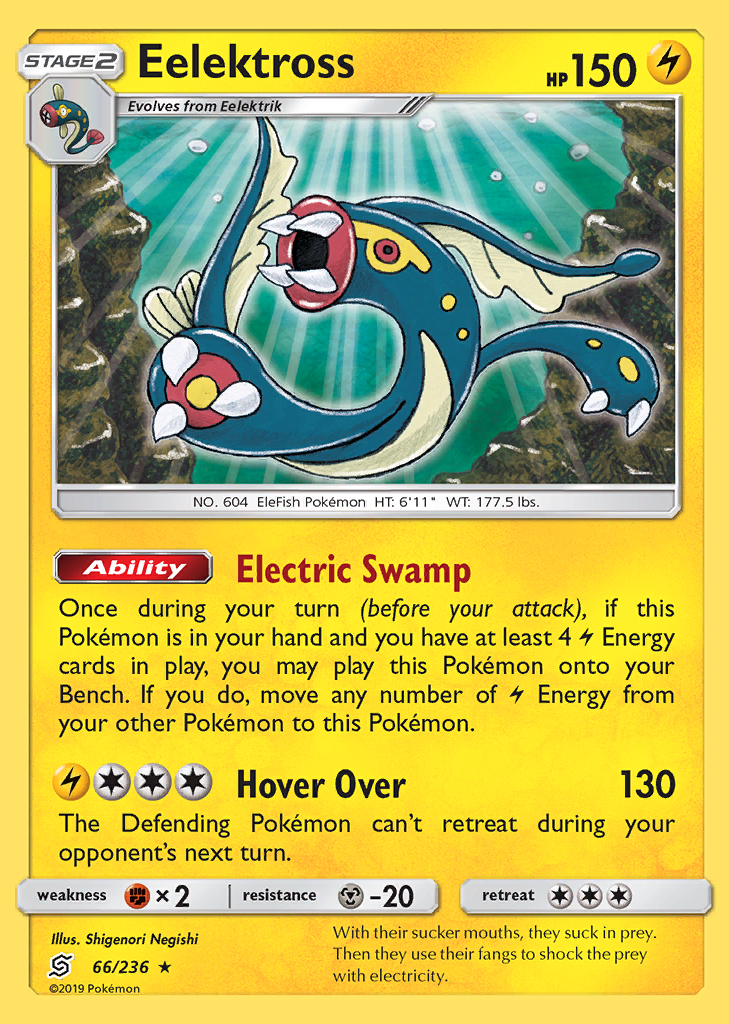 STAGE2 Eelektross HP 150
Evolves from Eelektrik
NO. 604 EleFish Pokémon HT: 6'11" WT: 177.5 lbs.
Ability Electric Swamp
Once during your turn (before your attack), if this
Pokémon is in your hand and you have at least 4 Energy
cards in play, you may play this Pokémon onto your
Bench. If you do, move any number of Energy from
your other Pokémon to this Pokémon.
Hover Over 130
The Defending Pokémon can't retreat during your
opponent's next turn.
weakness ×2 resistance -20 retreat
Illus. Shigenori Negishi
66/236 ★
©2019 Pokémon
With their sucker mouths, they suck in prey.
Then they use their fangs to shock the prey
with electricity.